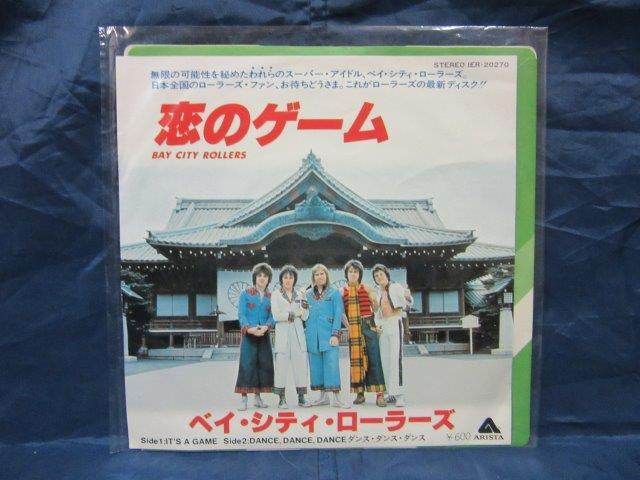 STEREO IER-20270
無限の可能性を秘めたわれらのスーパー・アイドル、ベイ・シティ・ローラーズ。
日本全国のローラーズ・ファン、お待ちどうさま。これがローラーズの最新ディスク!!
恋のゲーム
BAY CITY ROLLERS
ベイ・シティ・ローラーズ
Side1:IT'S A GAME Side2:DANCE, DANCE, DANCE ダンス・ダンス・ダンス
¥600
ARISTA